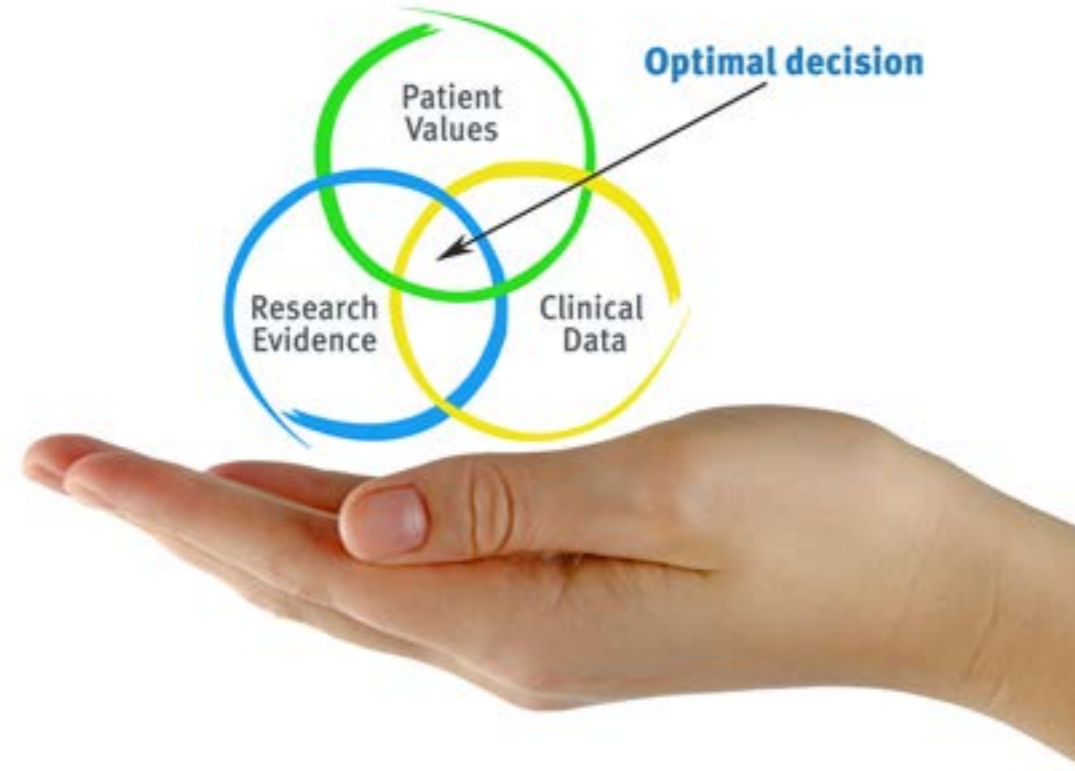 Optimal decision
Patient
Values
Research
Evidence
Clinical
Data